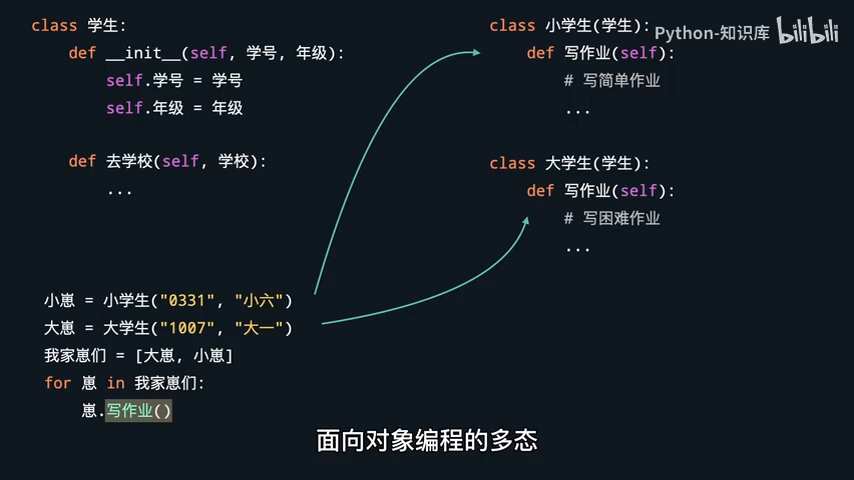 class 学生:
    def __init__(self, 学号, 年级):
        self.学号 = 学号
        self.年级 = 年级
    def 去学校(self, 学校):
        ...
小崽 = 小学生("0331", "小六")
大崽 = 大学生("1007", "大一")
我家崽们 = [大崽, 小崽]
for 崽 in 我家崽们:
    崽.写作业()
class 小学生(学生):
    def 写作业(self):
        # 写简单作业
        ...
class 大学生(学生):
    def 写作业(self):
        # 写困难作业
        ...
Python-知识库 bilibili
面向对象编程的多态